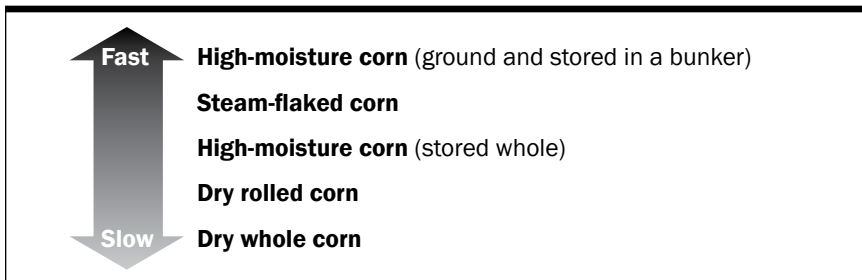 Fast High-moisture corn (ground and stored in a bunker)
Steam-flaked corn
High-moisture corn (stored whole)
Dry rolled corn
Slow Dry whole corn